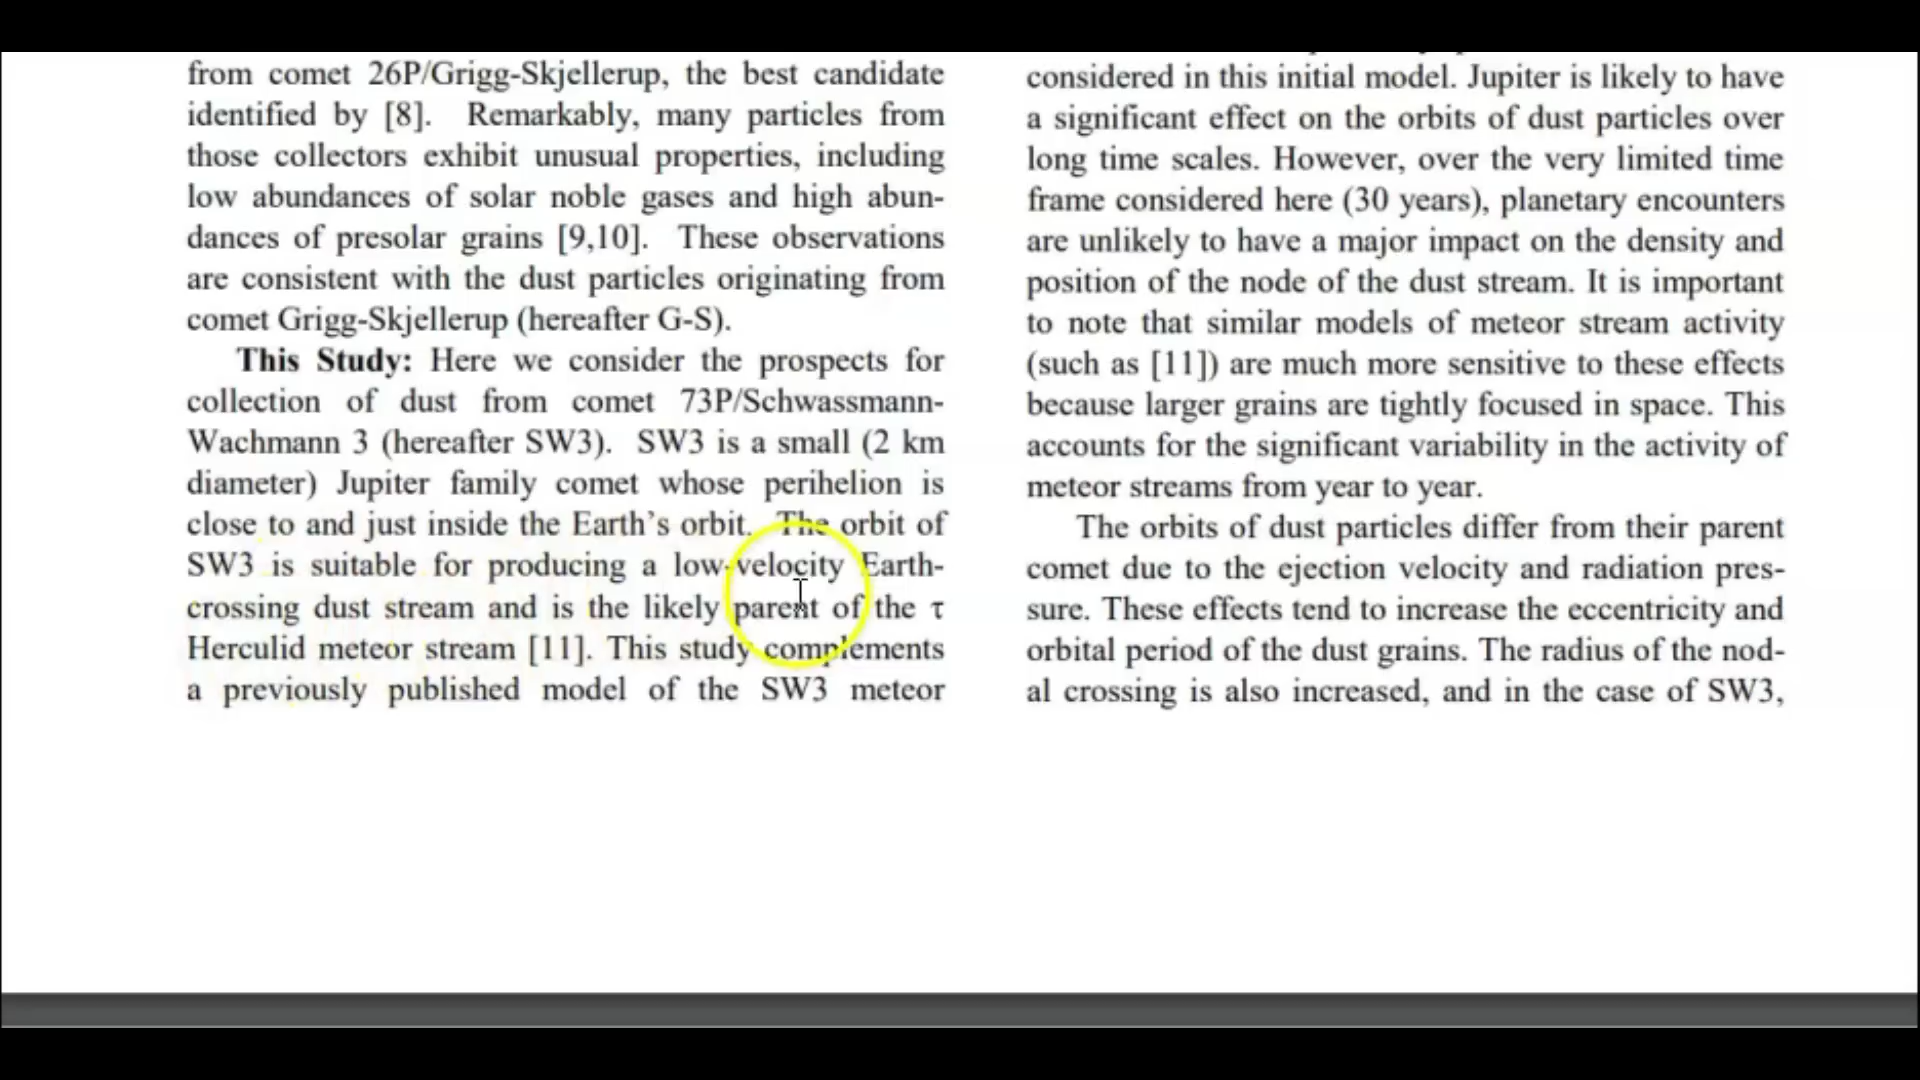 from comet 26P/Grigg-Skjellerup, the best candidate
identified by [8]. Remarkably, many particles from
those collectors exhibit unusual properties, including
low abundances of solar noble gases and high abun-
dances of presolar grains [9,10]. These observations
are consistent with the dust particles originating from
comet Grigg-Skjellerup (hereafter G-S).
This Study: Here we consider the prospects for
collection of dust from comet 73P/Schwassmann-
Wachmann 3 (hereafter SW3). SW3 is a small (2 km
diameter) Jupiter family comet whose perihelion is
close to and just inside the Earth's orbit. The orbit of
SW3 is suitable for producing a low-velocity Earth-
crossing dust stream and is the likely parent of the τ
Herculid meteor stream [11]. This study complements
a previously published model of the SW3 meteor
considered in this initial model. Jupiter is likely to have
a significant effect on the orbits of dust particles over
long time scales. However, over the very limited time
frame considered here (30 years), planetary encounters
are unlikely to have a major impact on the density and
position of the node of the dust stream. It is important
to note that similar models of meteor stream activity
(such as [11]) are much more sensitive to these effects
because larger grains are tightly focused in space. This
accounts for the significant variability in the activity of
meteor streams from year to year.
The orbits of dust particles differ from their parent
comet due to the ejection velocity and radiation pres-
sure. These effects tend to increase the eccentricity and
orbital period of the dust grains. The radius of the nod-
al crossing is also increased, and in the case of SW3,